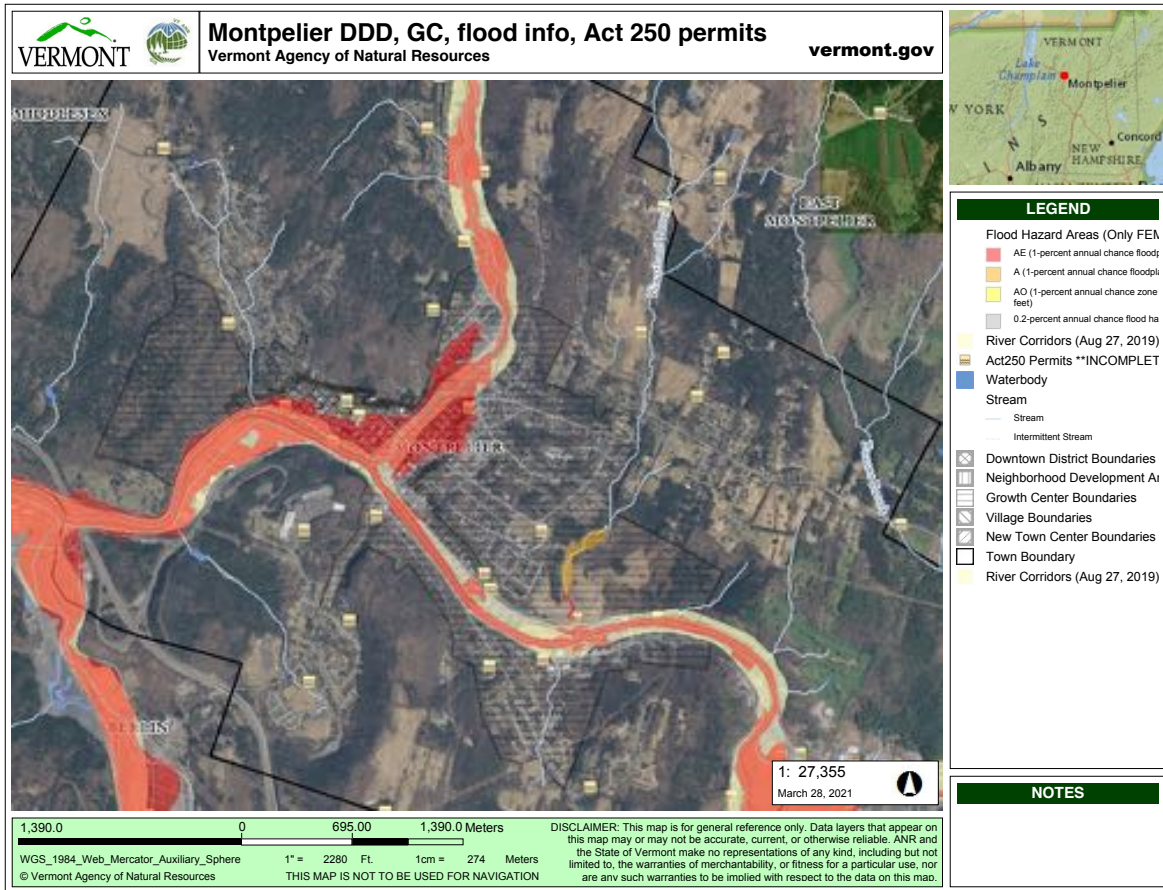 VERMONT
Montpelier DDD, GC, flood info, Act 250 permits
Vermont Agency of Natural Resources
vermont.gov
VERMONT
Lake
Champlain
Montpelier
W YORK
Concord
NEW
HAMPSHIRE
Albany
MIDDLESEX
EAST
MONTPELIER
MONTPELIER
BERLIN
1: 27,355
March 28, 2021
LEGEND
Flood Hazard Areas (Only FEM
AE (1-percent annual chance floodp
A (1-percent annual chance floodpla
AO (1-percent annual chance zone
feet)
0.2-percent annual chance flood ha
River Corridors (Aug 27, 2019)
Act250 Permits **INCOMPLET
Waterbody
Stream
Stream
Intermittent Stream
Downtown District Boundaries
Neighborhood Development Ar
Growth Center Boundaries
Village Boundaries
New Town Center Boundaries
Town Boundary
River Corridors (Aug 27, 2019)
NOTES
1,390.0 0 695.00 1,390.0 Meters
WGS_1984_Web_Mercator_Auxiliary_Sphere 1" = 2280 Ft. 1cm = 274 Meters
© Vermont Agency of Natural Resources THIS MAP IS NOT TO BE USED FOR NAVIGATION
DISCLAIMER: This map is for general reference only. Data layers that appear on
this map may or may not be accurate, current, or otherwise reliable. ANR and
the State of Vermont make no representations of any kind, including but not
limited to, the warranties of merchantability, or fitness for a particular use, nor
are any such warranties to be implied with respect to the data on this map.